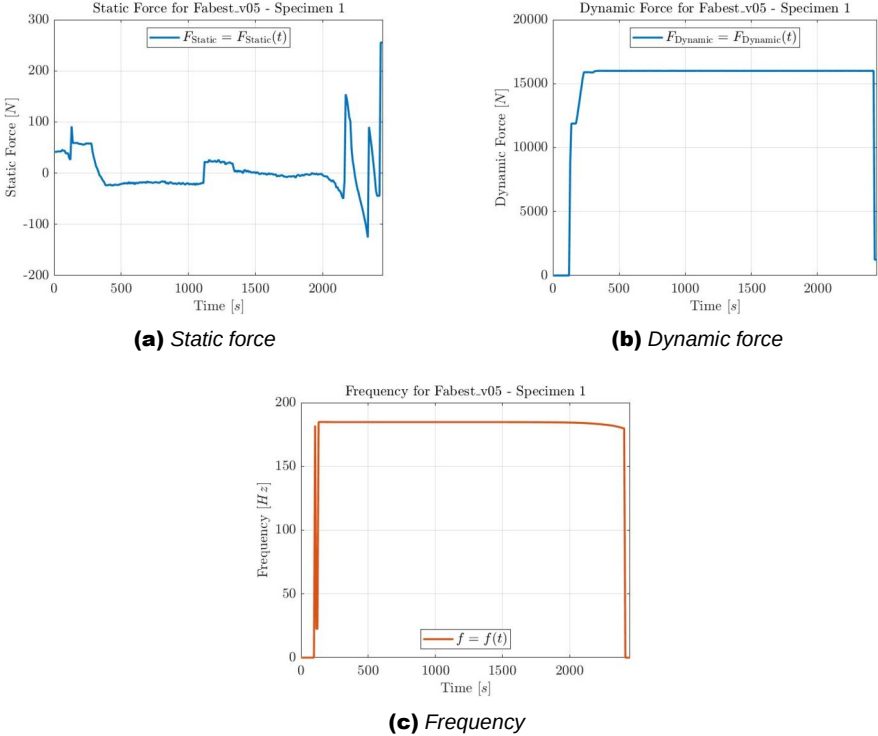 Static Force for Fabest_v05 - Specimen 1
300
200
100
0
-100
-200
Static Force [N]
F_Static = F_Static(t)
0 500 1000 1500 2000
Time [s]
(a) Static force
Dynamic Force for Fabest_v05 - Specimen 1
20000
15000
10000
5000
0
Dynamic Force [N]
F_Dynamic = F_Dynamic(t)
0 500 1000 1500 2000
Time [s]
(b) Dynamic force
Frequency for Fabest_v05 - Specimen 1
200
150
100
50
0
Frequency [Hz]
f = f(t)
0 500 1000 1500 2000
Time [s]
(c) Frequency